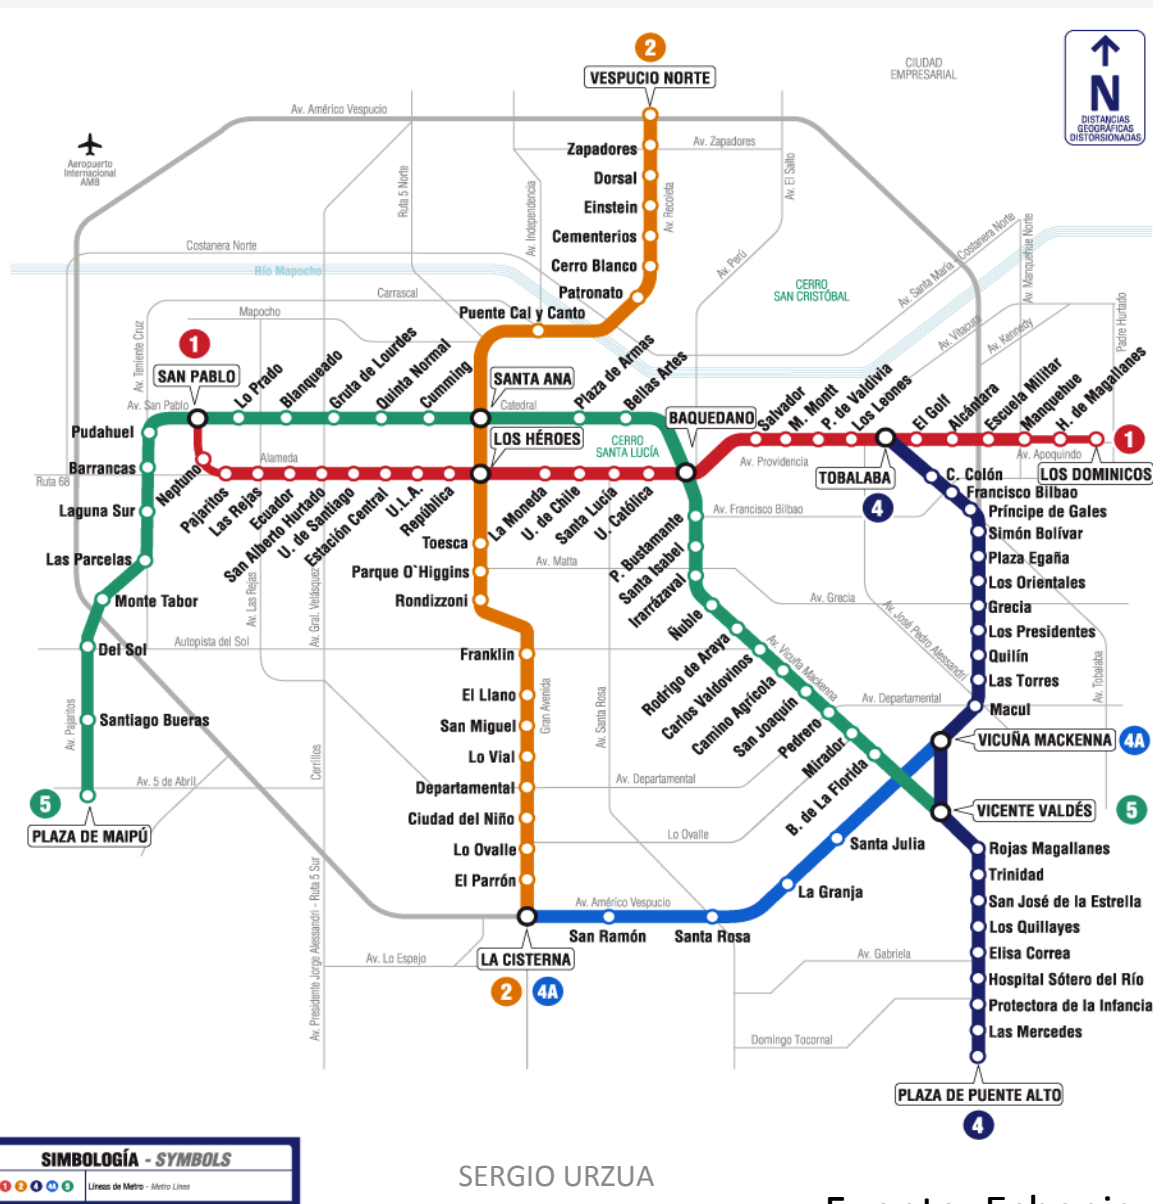 2
VESPUCIO NORTE
CIUDAD
EMPRESARIAL
N
DISTANCIAS
GEOGRÁFICAS
DISTORSIONADAS
Av. Américo Vespucio
Aeropuerto
Internacional
AMB
Zapadores
Av. Zapadores
Dorsal
Einstein
Cementerios
Cerro Blanco
Patronato
Puente Cal y Canto
Ruta 5 Norte
Av. Independencia
Av. Recoleta
Av. El Salto
Av. Perú
Costanera Norte
Río Mapocho
Carrascal
Mapocho
CERRO
SAN CRISTÓBAL
Av. Santa María - Costanera Norte
Av. Manquehue Norte
Av. Vitacura
Av. Kennedy
Padre Hurtado
Av. Teniente Cruz
1
SAN PABLO
Av. San Pablo
Lo Prado
Blanqueado
Gruta de Lourdes
Quinta Normal
Cumming
SANTA ANA
Catedral
Plaza de Armas
Bellas Artes
LOS HÉROES
CERRO
SANTA LUCÍA
BAQUEDANO
Salvador
M. Montt
P. de Valdivia
Los Leones
El Golf
Alcántara
Escuela Militar
Manquehue
H. de Magallanes
1
LOS DOMINICOS
Av. Apoquindo
Av. Providencia
TOBALABA
4
Pudahuel
Barrancas
Ruta 68
Laguna Sur
Las Parcelas
Monte Tabor
Del Sol
Santiago Bueras
Av. Pajaritos
5
PLAZA DE MAIPÚ
Alameda
Neptuno
Pajaritos
Las Rejas
Ecuador
San Alberto Hurtado
U. de Santiago
Estación Central
U.L.A.
República
La Moneda
U. de Chile
Santa Lucía
U. Católica
Toesca
Parque O`Higgins
Rondizzoni
Franklin
El Llano
San Miguel
Lo Vial
Departamental
Ciudad del Niño
Lo Ovalle
El Parrón
LA CISTERNA
2
4A
Av. Las Rejas
Av. Gral. Velásquez
Autopista del Sol
Cerrillos
Av. 5 de Abril
Av. Presidente Jorge Alessandri - Ruta 5 Sur
Av. Lo Espejo
Gran Avenida
Av. Santa Rosa
Av. Matta
Av. Francisco Bilbao
Av. Grecia
Av. José Pedro Alessandri
Av. Tobalaba
Av. Vicuña Mackenna
Av. Departamental
Av. Departamental
Lo Ovalle
Av. Américo Vespucio
Av. Gabriela
Domingo Tocornal
P. Bustamante
Santa Isabel
Irarrázaval
Ñuble
Rodrigo de Araya
Carlos Valdovinos
Camino Agrícola
San Joaquín
Pedrero
Mirador
B. de La Florida
C. Colón
Francisco Bilbao
Príncipe de Gales
Simón Bolívar
Plaza Egaña
Los Orientales
Grecia
Los Presidentes
Quilín
Las Torres
Macul
VICUÑA MACKENNA
4A
VICENTE VALDÉS
5
Santa Julia
La Granja
Santa Rosa
San Ramón
Rojas Magallanes
Trinidad
San José de la Estrella
Los Quillayes
Elisa Correa
Hospital Sótero del Río
Protectora de la Infancia
Las Mercedes
PLAZA DE PUENTE ALTO
4
SIMBOLOGÍA - SYMBOLS
1 2 4 4A 5 Líneas de Metro - Metro Lines
SERGIO URZUA